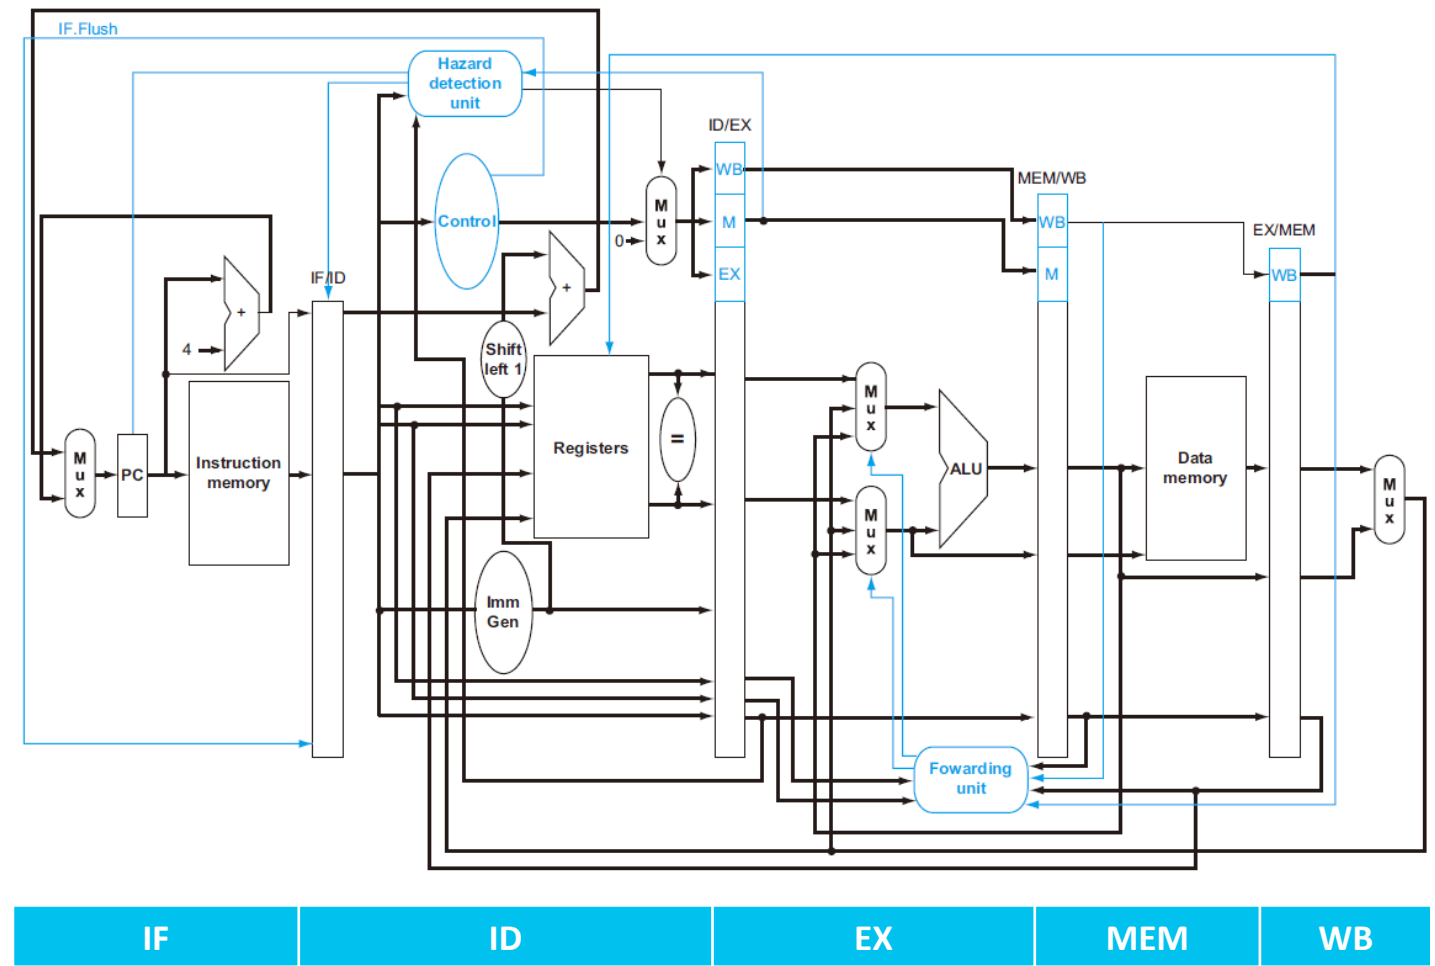 IF.Flush
Hazard
detection
unit
ID/EX
WB
MEM/WB
M
u
x
Control
M
WB
0
EX/MEM
EX
M
WB
IF/ID
+
+
4
Shift
left 1
M
u
x
Registers
=
M
u
x
PC
Instruction
memory
ALU
Data
memory
M
u
x
M
u
x
Imm
Gen
Fowarding
unit
IF
ID
EX
MEM
WB